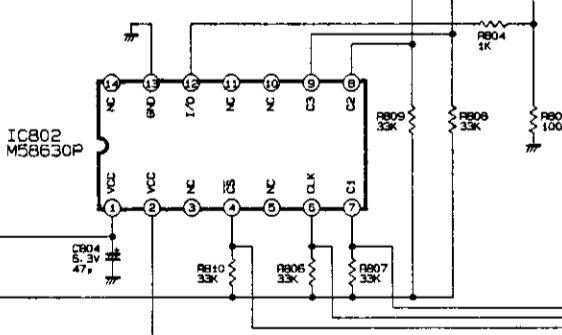 R804
1K
14 13 12 11 10 9 8
NC GND I/O NC NC C3 C2
R809
33K
R808
33K
R80
100
IC802
M58630P
VCC VCC NC CS NC CLK C1
1 2 3 4 5 6 7
C804
6.3V
47μ
R810
33K
R806
33K
R807
33K